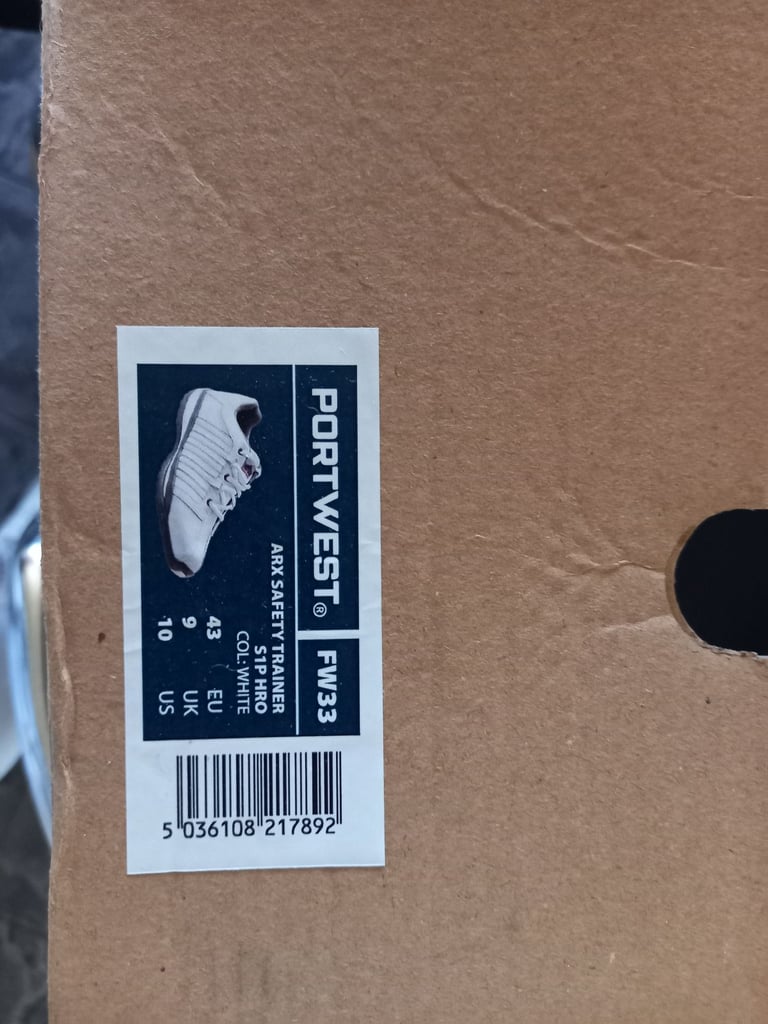 PORTWEST® FW33
ARX SAFETY TRAINER
S1P HRO
COL: WHITE
43 EU
9 UK
10 US
5 036108 217892